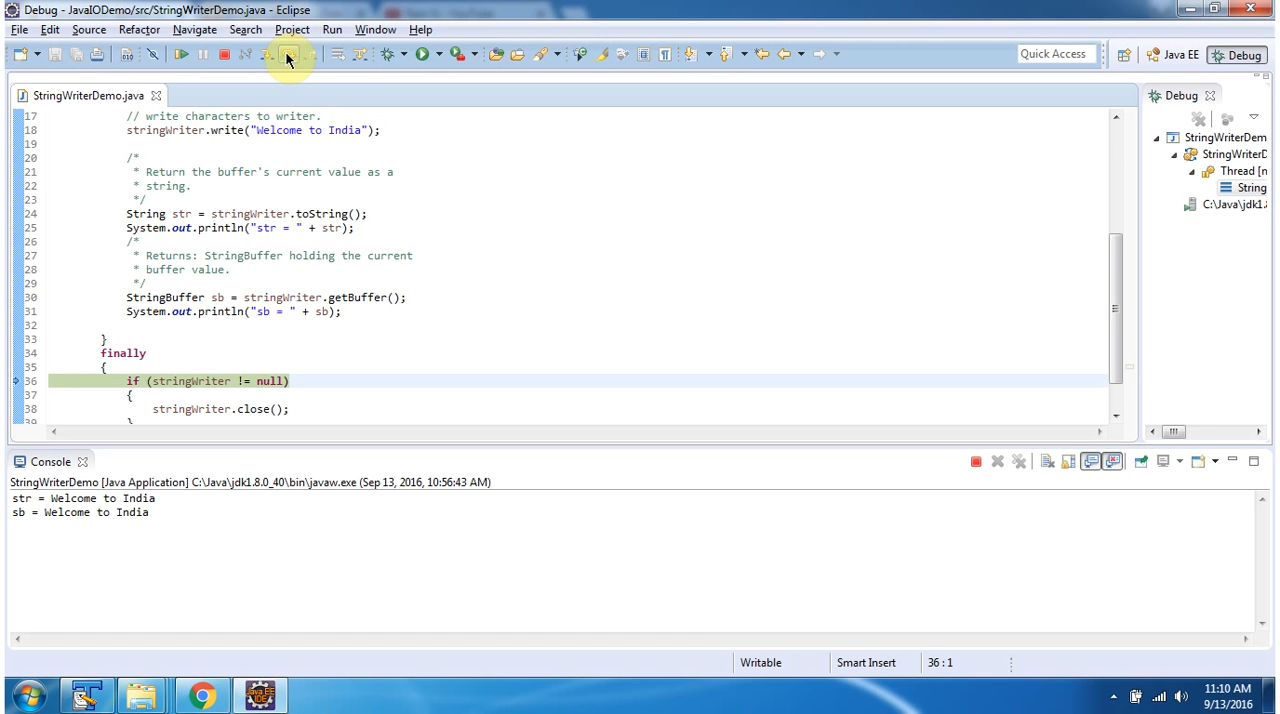 Debug - JavaIODemo/src/StringWriterDemo.java - Eclipse
File Edit Source Refactor Navigate Search Project Run Window Help
Quick Access
Java EE
Debug
StringWriterDemo.java
17 // write characters to writer.
18 stringWriter.write("Welcome to India");
19
20 /*
21 * Return the buffer's current value as a
22 * string.
23 */
24 String str = stringWriter.toString();
25 System.out.println("str = " + str);
26 /*
27 * Returns: StringBuffer holding the current
28 * buffer value.
29 */
30 StringBuffer sb = stringWriter.getBuffer();
31 System.out.println("sb = " + sb);
32
33 }
34 finally
35 {
36 if (stringWriter != null)
37 {
38 stringWriter.close();
39 }
Debug
StringWriterDem
StringWriterD
Thread [n
String
C:\Java\jdk1.8
Console
StringWriterDemo [Java Application] C:\Java\jdk1.8.0_40\bin\javaw.exe (Sep 13, 2016, 10:56:43 AM)
str = Welcome to India
sb = Welcome to India
Writable
Smart Insert
36 : 1
Java EE
IDE
11:10 AM
9/13/2016